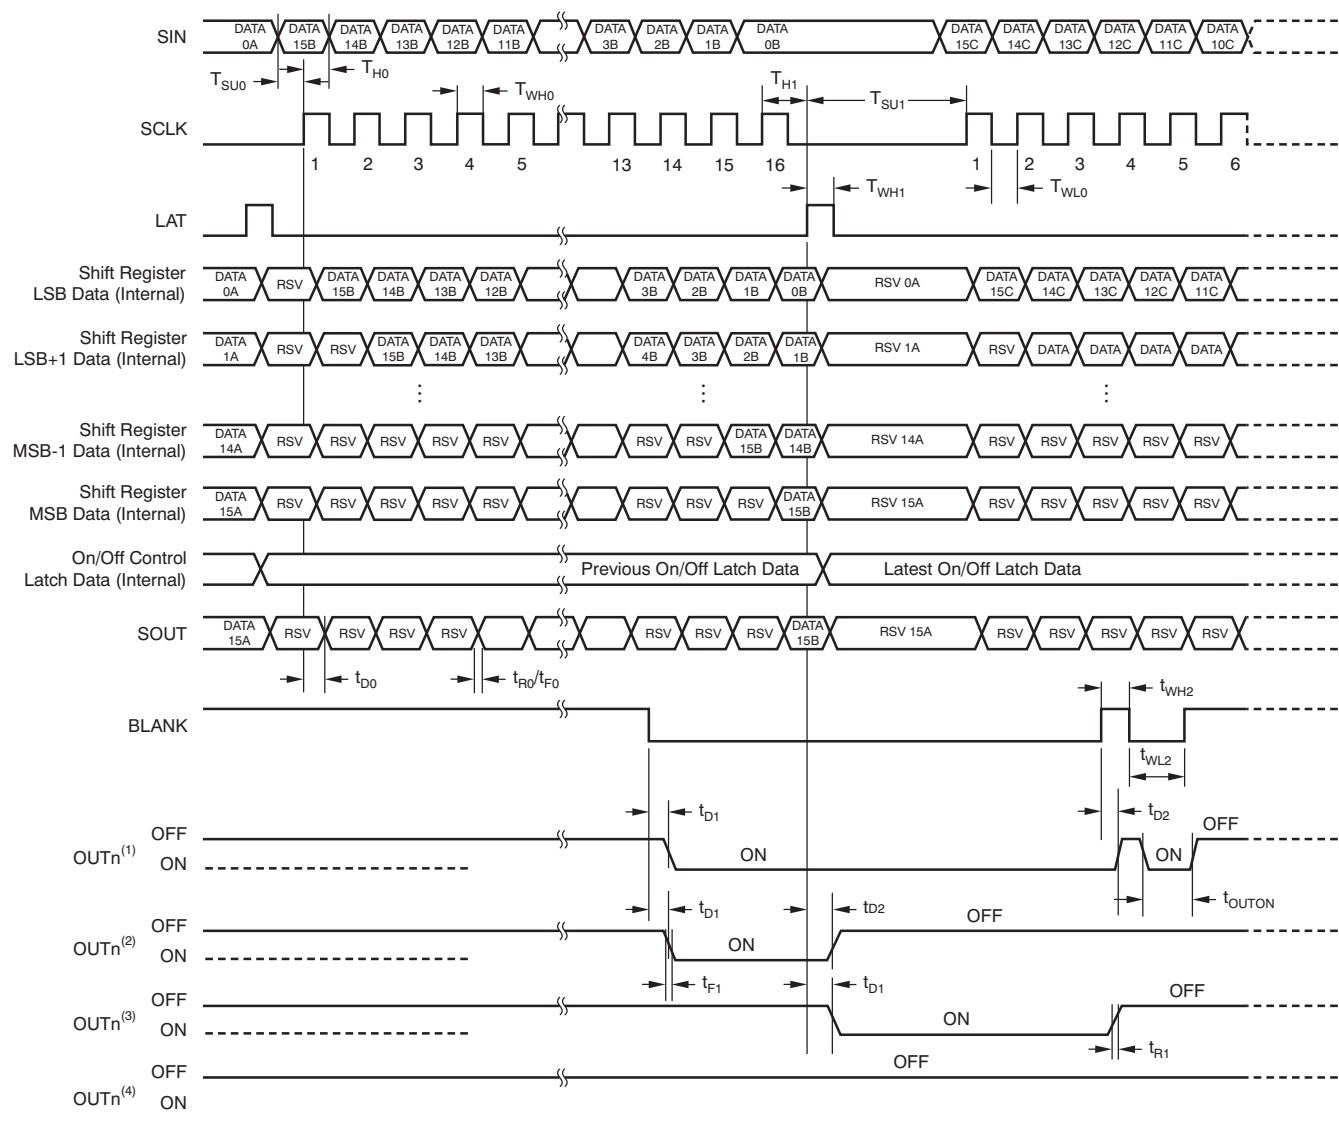 SIN
DATA 0A
DATA 15B
DATA 14B
DATA 13B
DATA 12B
DATA 11B
DATA 3B
DATA 2B
DATA 1B
DATA 0B
DATA 15C
DATA 14C
DATA 13C
DATA 12C
DATA 11C
DATA 10C
TSU0
TH0
TWH0
TH1
TSU1
SCLK
1 2 3 4 5 13 14 15 16 1 2 3 4 5 6
TWH1
TWL0
LAT
Shift Register
LSB Data (Internal)
DATA 0A
RSV
DATA 15B
DATA 14B
DATA 13B
DATA 12B
DATA 3B
DATA 2B
DATA 1B
DATA 0B
RSV 0A
DATA 15C
DATA 14C
DATA 13C
DATA 12C
DATA 11C
Shift Register
LSB+1 Data (Internal)
DATA 1A
RSV
RSV
DATA 15B
DATA 14B
DATA 13B
DATA 4B
DATA 3B
DATA 2B
DATA 1B
RSV 1A
RSV
DATA
DATA
DATA
DATA
Shift Register
MSB-1 Data (Internal)
DATA 14A
RSV
RSV
RSV
RSV
RSV
RSV
RSV
DATA 15B
DATA 14B
RSV 14A
RSV
RSV
RSV
RSV
RSV
Shift Register
MSB Data (Internal)
DATA 15A
RSV
RSV
RSV
RSV
RSV
RSV
RSV
RSV
DATA 15B
RSV 15A
RSV
RSV
RSV
RSV
RSV
On/Off Control
Latch Data (Internal)
Previous On/Off Latch Data
Latest On/Off Latch Data
SOUT
DATA 15A
RSV
RSV
RSV
RSV
RSV
RSV
RSV
DATA 15B
RSV 15A
RSV
RSV
RSV
RSV
RSV
tD0
tR0/tF0
tWH2
BLANK
tWL2
tD1
tD2
OUTn(1)
OFF
ON
ON
ON
OFF
tOUTON
tD1
tD2
OUTn(2)
OFF
ON
ON
OFF
tF1
tD1
OUTn(3)
OFF
ON
ON
OFF
tR1
OUTn(4)
OFF
ON
OFF